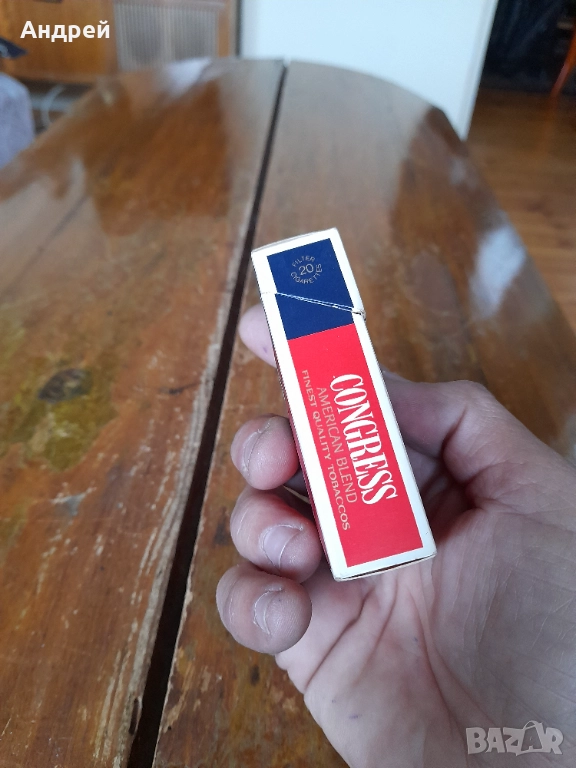 Андрей
FILTER
20
CIGARETTES
CONGRESS
AMERICAN BLEND
FINEST QUALITY TOBACCOS
BAZAR